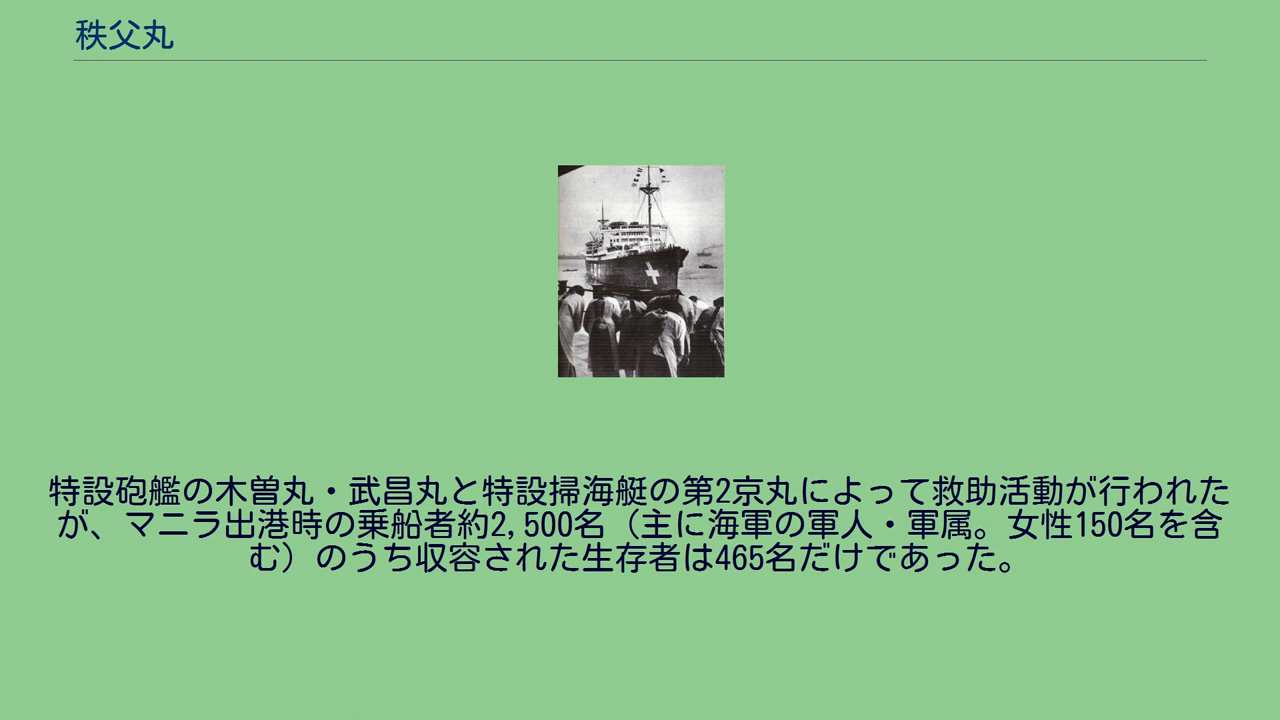 秩父丸
特設砲艦の木曽丸・武昌丸と特設掃海艇の第2京丸によって救助活動が行われた
が、マニラ出港時の乗船者約2,500名（主に海軍の軍人・軍属。女性150名を含
む）のうち収容された生存者は465名だけであった。